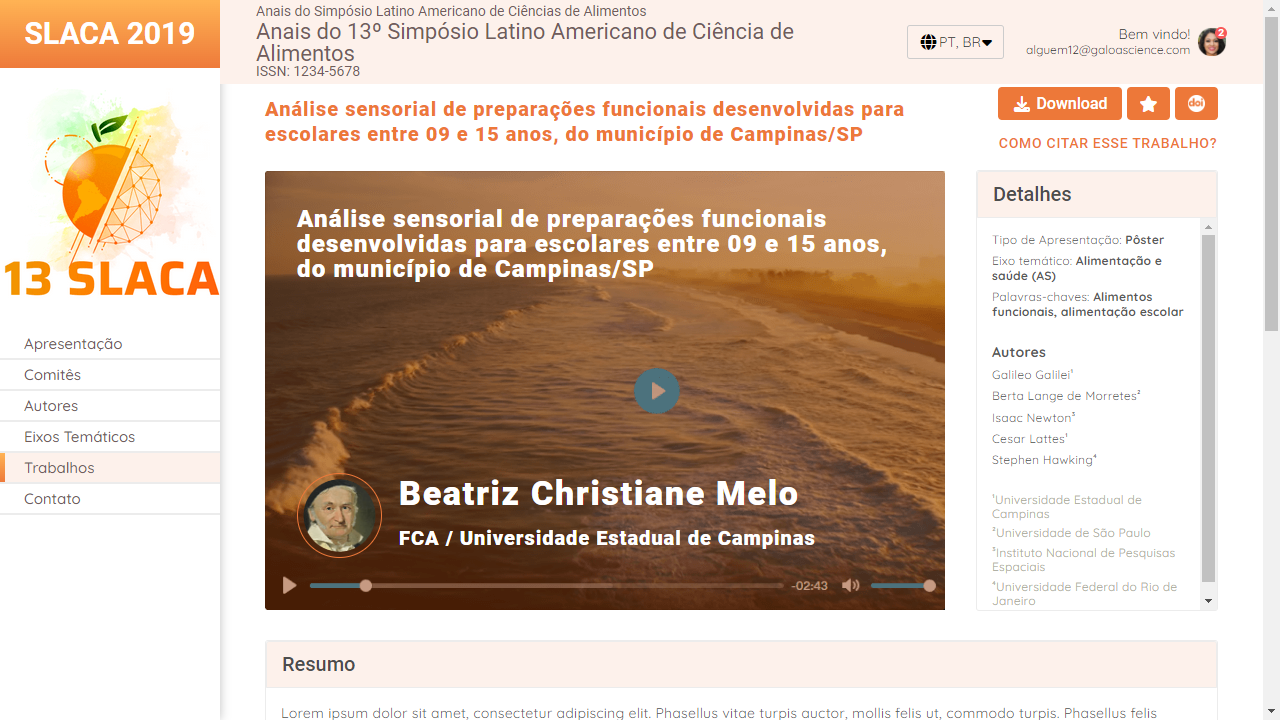 SLACA 2019
13 SLACA
Apresentação
Comitês
Autores
Eixos Temáticos
Trabalhos
Contato
Anais do Simpósio Latino Americano de Ciências de Alimentos
Anais do 13º Simpósio Latino Americano de Ciência de
Alimentos
ISSN: 1234-5678
PT, BR
Bem vindo!
alguem12@galoascience.com
2
Análise sensorial de preparações funcionais desenvolvidas para
escolares entre 09 e 15 anos, do município de Campinas/SP
Download
doi
COMO CITAR ESSE TRABALHO?
Análise sensorial de preparações funcionais
desenvolvidas para escolares entre 09 e 15 anos,
do município de Campinas/SP
Beatriz Christiane Melo
FCA / Universidade Estadual de Campinas
-02:43
Detalhes
Tipo de Apresentação: Pôster
Eixo temático: Alimentação e
saúde (AS)
Palavras-chaves: Alimentos
funcionais, alimentação escolar
Autores
Galileo Galilei¹
Berta Lange de Morretes²
Isaac Newton³
Cesar Lattes¹
Stephen Hawking⁴
¹Universidade Estadual de
Campinas
²Universidade de São Paulo
³Instituto Nacional de Pesquisas
Espaciais
⁴Universidade Federal do Rio de
Janeiro
Resumo
Lorem ipsum dolor sit amet, consectetur adipiscing elit. Phasellus vitae turpis auctor, mollis felis ut, commodo turpis. Phasellus felis